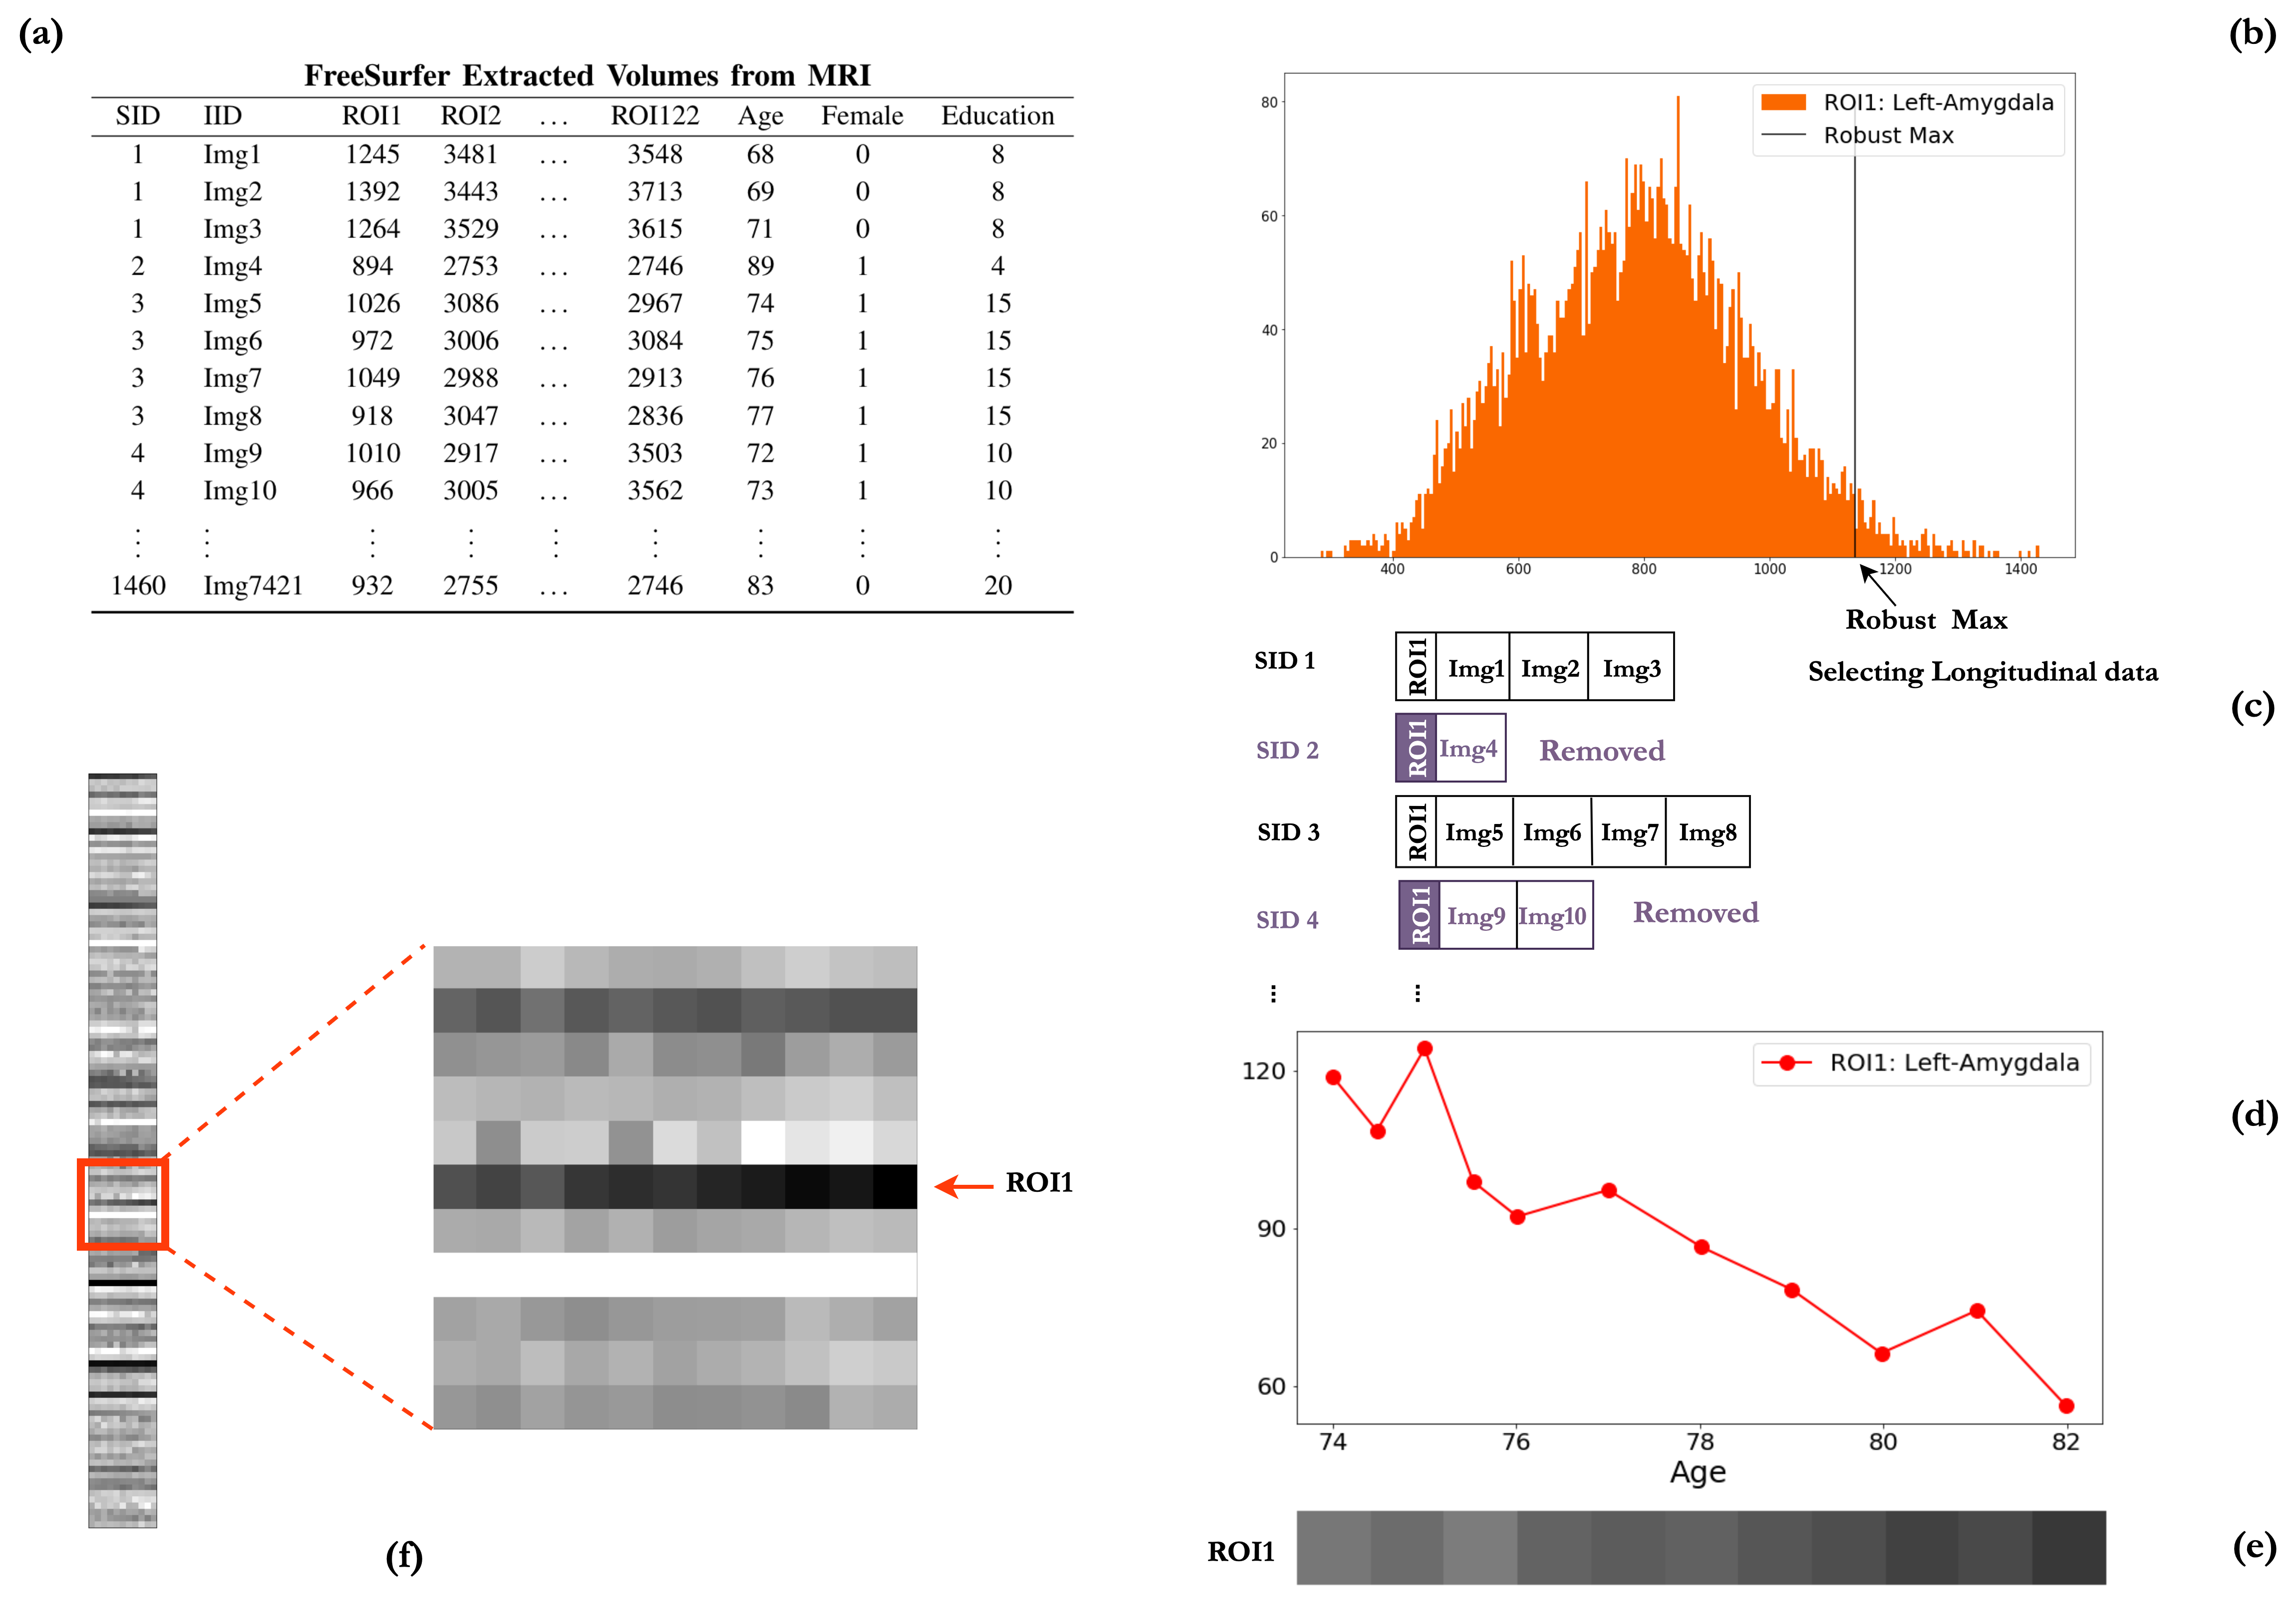 (a)
FreeSurfer Extracted Volumes from MRI
SID IID ROI1 ROI2 ... ROI122 Age Female Education
1 Img1 1245 3481 ... 3548 68 0 8
1 Img2 1392 3443 ... 3713 69 0 8
1 Img3 1264 3529 ... 3615 71 0 8
2 Img4 894 2753 ... 2746 89 1 4
3 Img5 1026 3086 ... 2967 74 1 15
3 Img6 972 3006 ... 3084 75 1 15
3 Img7 1049 2988 ... 2913 76 1 15
3 Img8 918 3047 ... 2836 77 1 15
4 Img9 1010 2917 ... 3503 72 1 10
4 Img10 966 3005 ... 3562 73 1 10
⋮ ⋮ ⋮ ⋮ ⋮ ⋮ ⋮ ⋮ ⋮
1460 Img7421 932 2755 ... 2746 83 0 20
(b)
ROI1: Left-Amygdala
Robust Max
80
60
40
20
0
400 600 800 1000 1200 1400
Robust Max
Selecting Longitudinal data
(c)
SID 1 ROI1 Img1 Img2 Img3
SID 2 ROI1 Img4 Removed
SID 3 ROI1 Img5 Img6 Img7 Img8
SID 4 ROI1 Img9 Img10 Removed
⋮ ⋮
(d)
ROI1: Left-Amygdala
120
90
60
74 76 78 80 82
Age
ROI1
(e)
ROI1
(f)